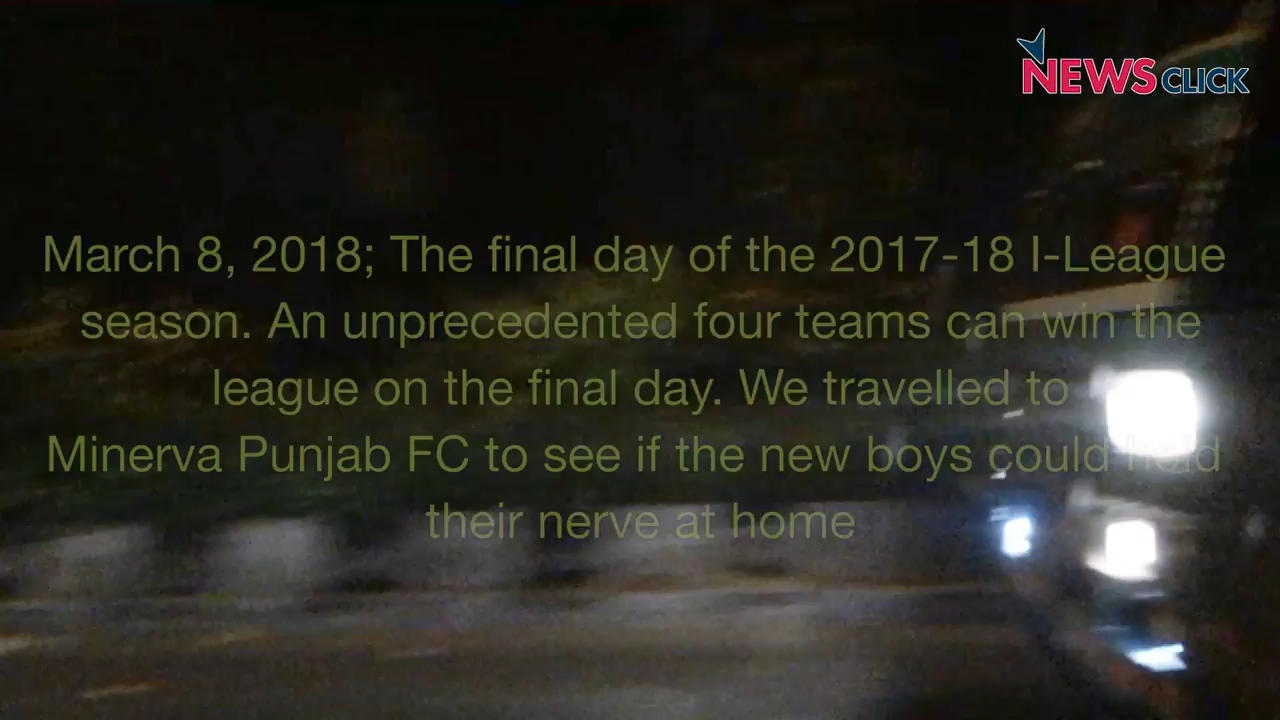 NEWSCLICK
March 8, 2018; The final day of the 2017-18 I-League
season. An unprecedented four teams can win the
league on the final day. We travelled to
Minerva Punjab FC to see if the new boys could hold
their nerve at home